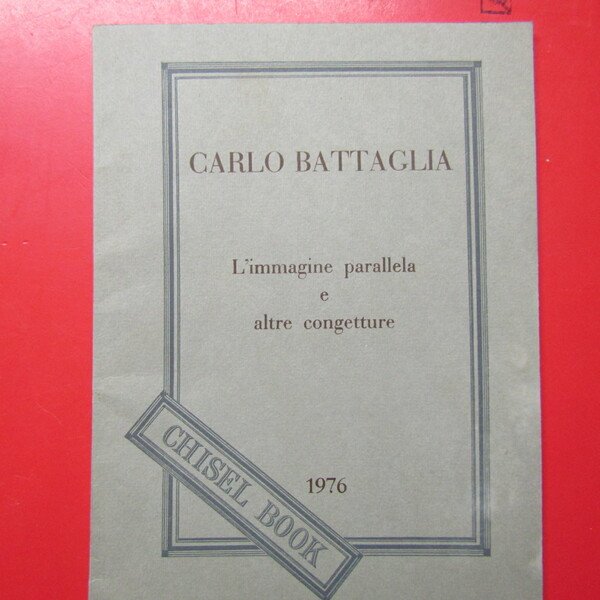 CARLO BATTAGLIA
L'immagine parallela
e
altre congetture
CHISEL BOOK
1976